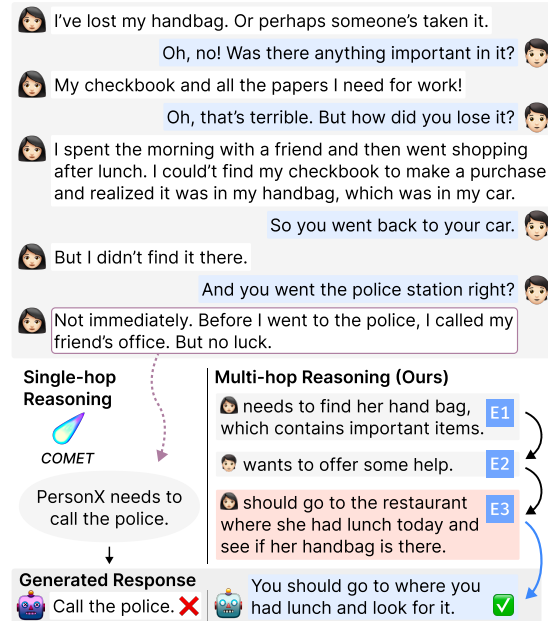 I've lost my handbag. Or perhaps someone's taken it.
Oh, no! Was there anything important in it?
My checkbook and all the papers I need for work!
Oh, that's terrible. But how did you lose it?
I spent the morning with a friend and then went shopping
after lunch. I could't find my checkbook to make a purchase
and realized it was in my handbag, which was in my car.
So you went back to your car.
But I didn't find it there.
And you went the police station right?
Not immediately. Before I went to the police, I called my
friend's office. But no luck.
Single-hop
Reasoning
COMET
PersonX needs to
call the police.
Multi-hop Reasoning (Ours)
needs to find her hand bag,
which contains important items.
E1
wants to offer some help.
E2
should go to the restaurant
where she had lunch today and
see if her handbag is there.
E3
Generated Response
Call the police.
You should go to where you
had lunch and look for it.